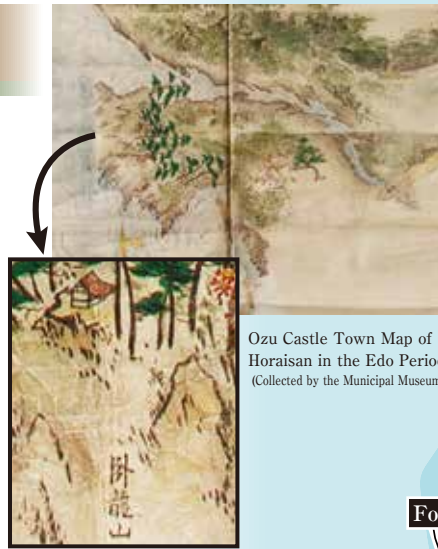 Ozu Castle Town Map of
Horaisan in the Edo Perio
(Collected by the Municipal Museum
臥龍山
Fo